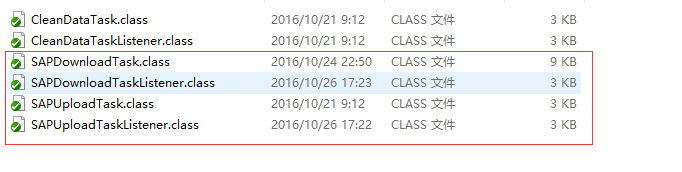 CleanDataTask.class 2016/10/21 9:12 CLASS 文件 3 KB
CleanDataTaskListener.class 2016/10/21 9:12 CLASS 文件 3 KB
SAPDownloadTask.class 2016/10/24 22:50 CLASS 文件 9 KB
SAPDownloadTaskListener.class 2016/10/26 17:23 CLASS 文件 3 KB
SAPUploadTask.class 2016/10/21 9:12 CLASS 文件 3 KB
SAPUploadTaskListener.class 2016/10/26 17:22 CLASS 文件 3 KB